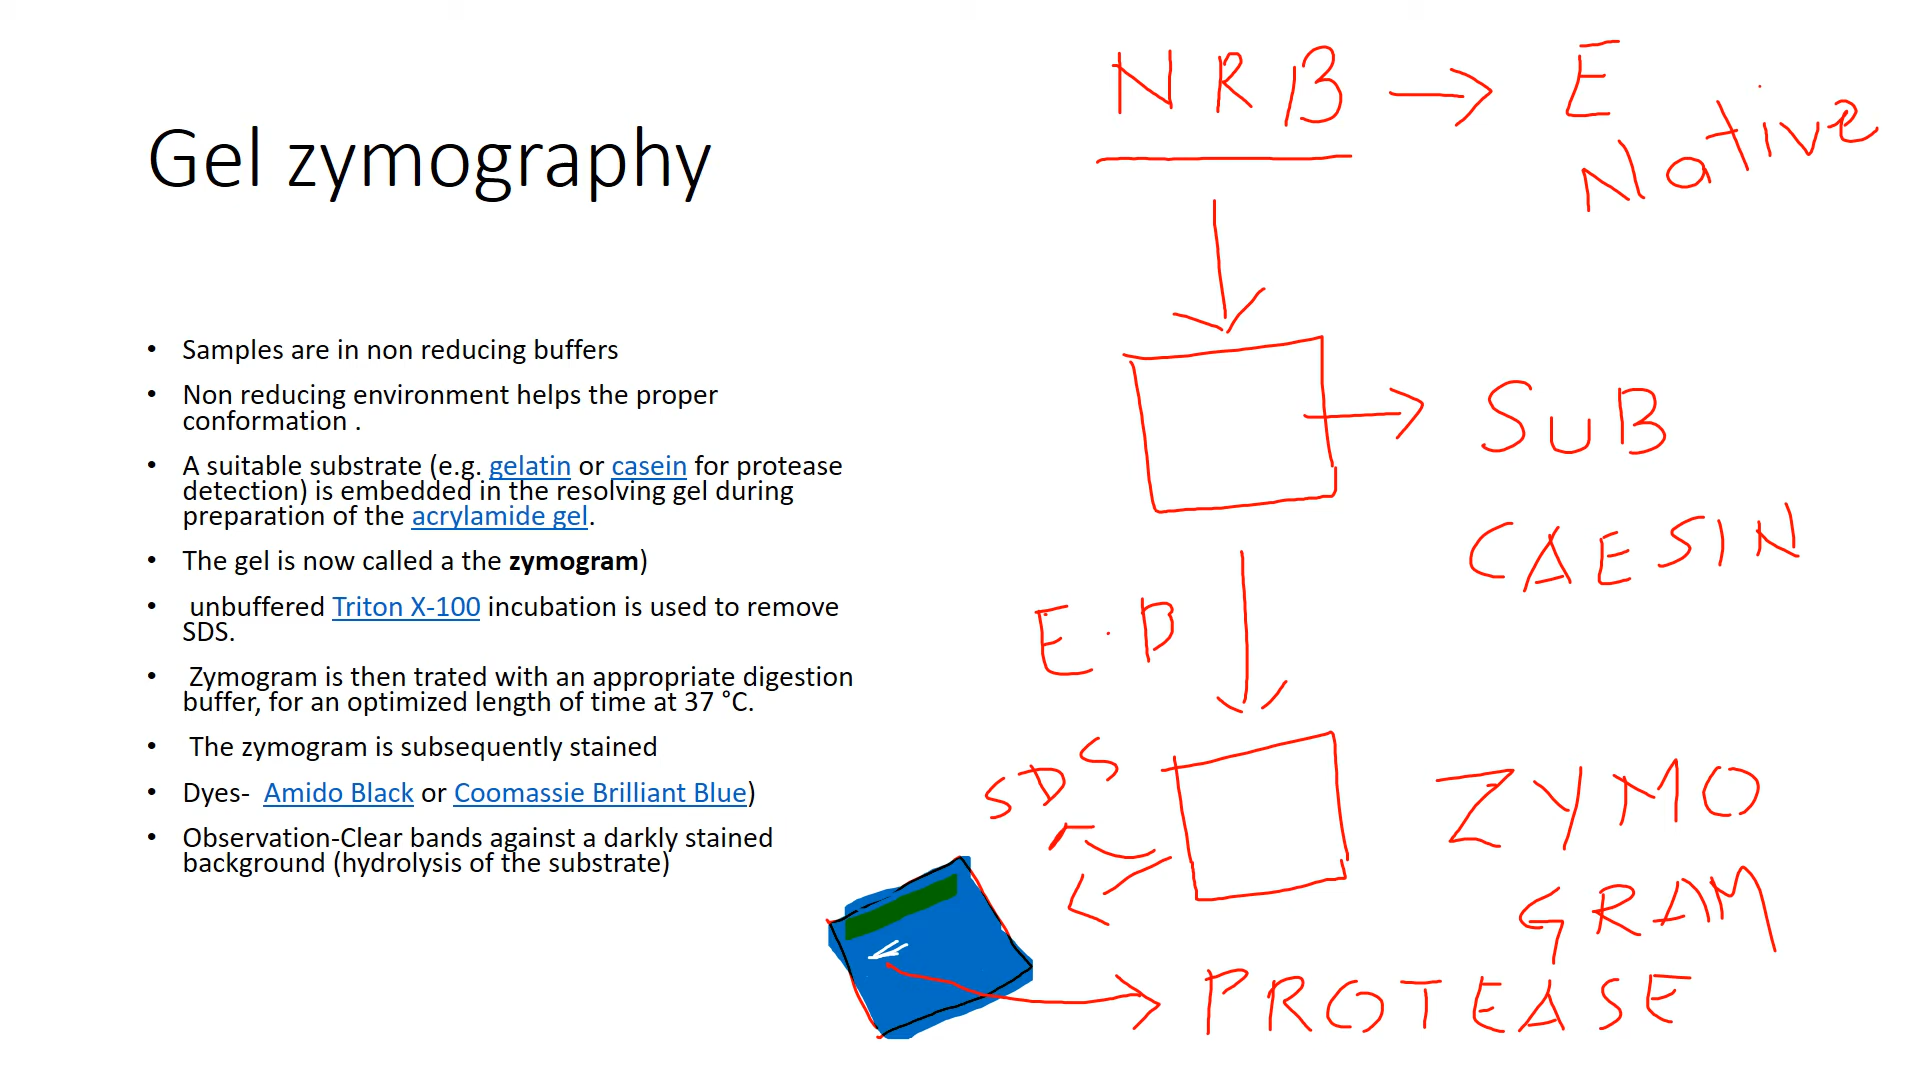 Gel zymography
• Samples are in non reducing buffers
• Non reducing environment helps the proper
conformation .
• A suitable substrate (e.g. gelatin or casein for protease
detection) is embedded in the resolving gel during
preparation of the acrylamide gel.
• The gel is now called a the zymogram)
• unbuffered Triton X-100 incubation is used to remove
SDS.
• Zymogram is then trated with an appropriate digestion
buffer, for an optimized length of time at 37 °C.
• The zymogram is subsequently stained
• Dyes- Amido Black or Coomassie Brilliant Blue)
• Observation-Clear bands against a darkly stained
background (hydrolysis of the substrate)
NRB → E
Native
SuB
CAESIN
E.B
SDS
ZYMO
GRAM
PROTEASE